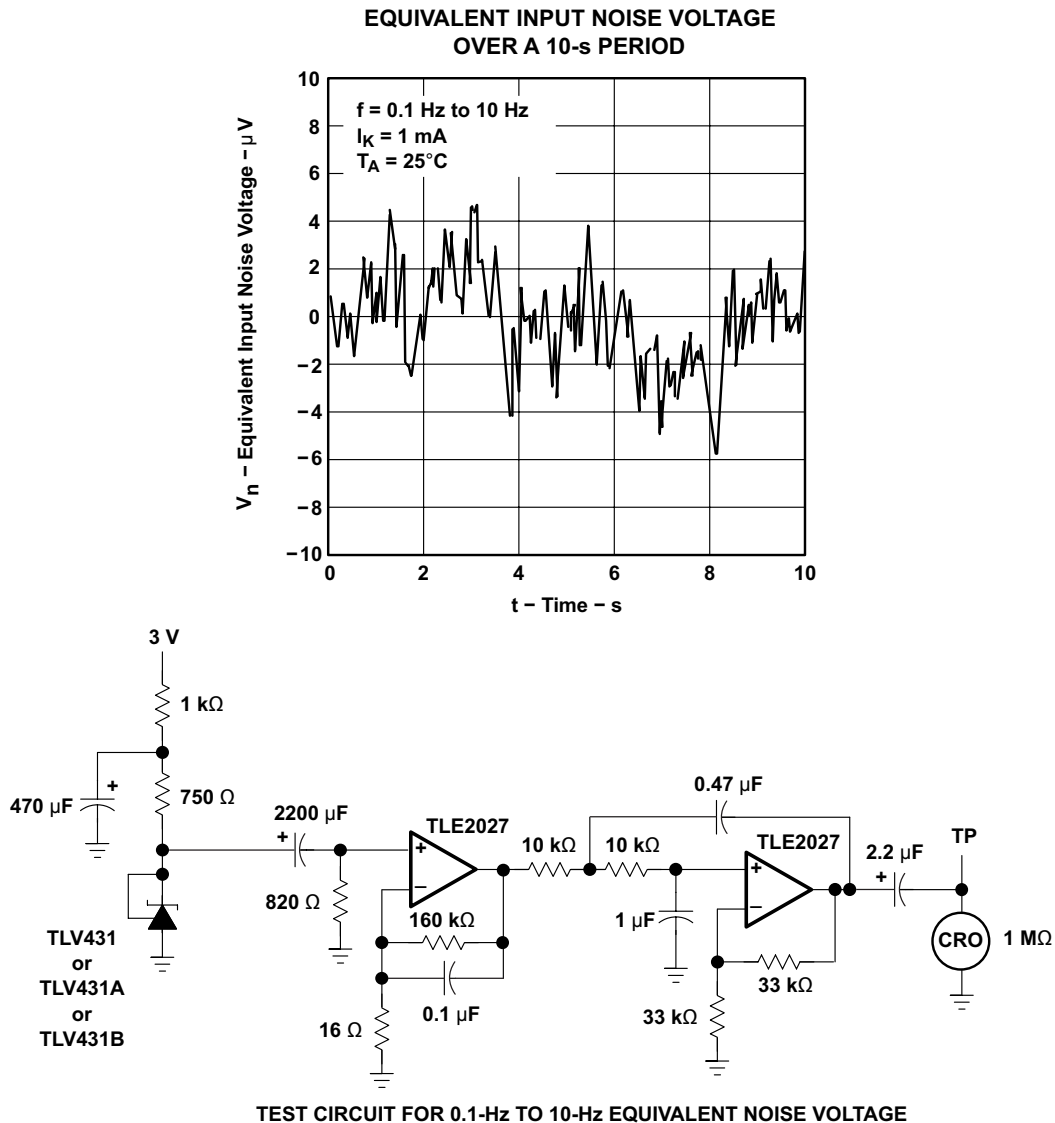 EQUIVALENT INPUT NOISE VOLTAGE
OVER A 10-s PERIOD
f = 0.1 Hz to 10 Hz
I_K = 1 mA
T_A = 25°C
V_n – Equivalent Input Noise Voltage – μV
10
8
6
4
2
0
−2
−4
−6
−8
−10
0 2 4 6 8 10
t – Time – s
3 V
1 kΩ
470 μF
+
750 Ω
TLV431
or
TLV431A
or
TLV431B
2200 μF
+
820 Ω
TLE2027
+
−
160 kΩ
0.1 μF
16 Ω
10 kΩ
10 kΩ
0.47 μF
1 μF
TLE2027
+
−
33 kΩ
33 kΩ
2.2 μF
+
TP
CRO
1 MΩ
TEST CIRCUIT FOR 0.1-Hz TO 10-Hz EQUIVALENT NOISE VOLTAGE